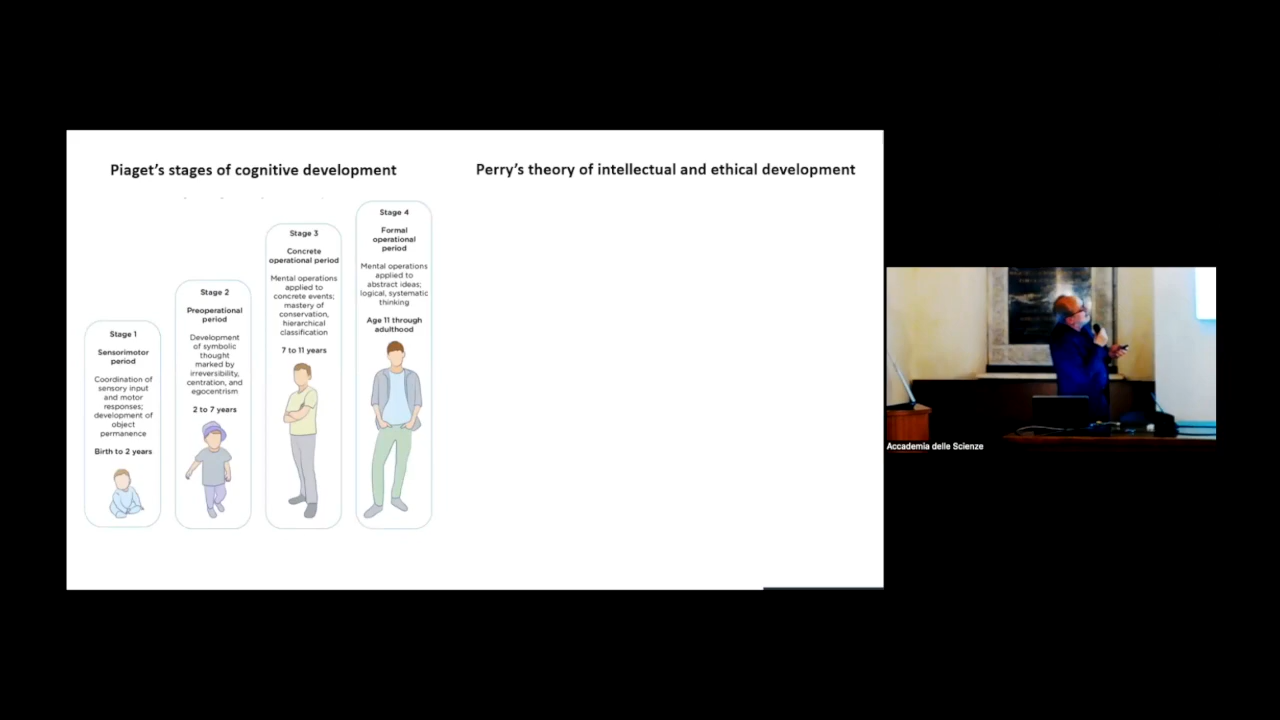 Piaget's stages of cognitive development
Perry's theory of intellectual and ethical development
Stage 1
Sensorimotor
period
Coordination of
sensory input
and motor
responses;
development of
object
permanence
Birth to 2 years
Stage 2
Preoperational
period
Development
of symbolic
thought
marked by
irreversibility,
centration, and
egocentrism
2 to 7 years
Stage 3
Concrete
operational period
Mental operations
applied to
concrete events;
mastery of
conservation,
hierarchical
classification
7 to 11 years
Stage 4
Formal
operational
period
Mental operations
applied to
abstract ideas;
logical, systematic
thinking
Age 11 through
adulthood
Accademia delle Scienze